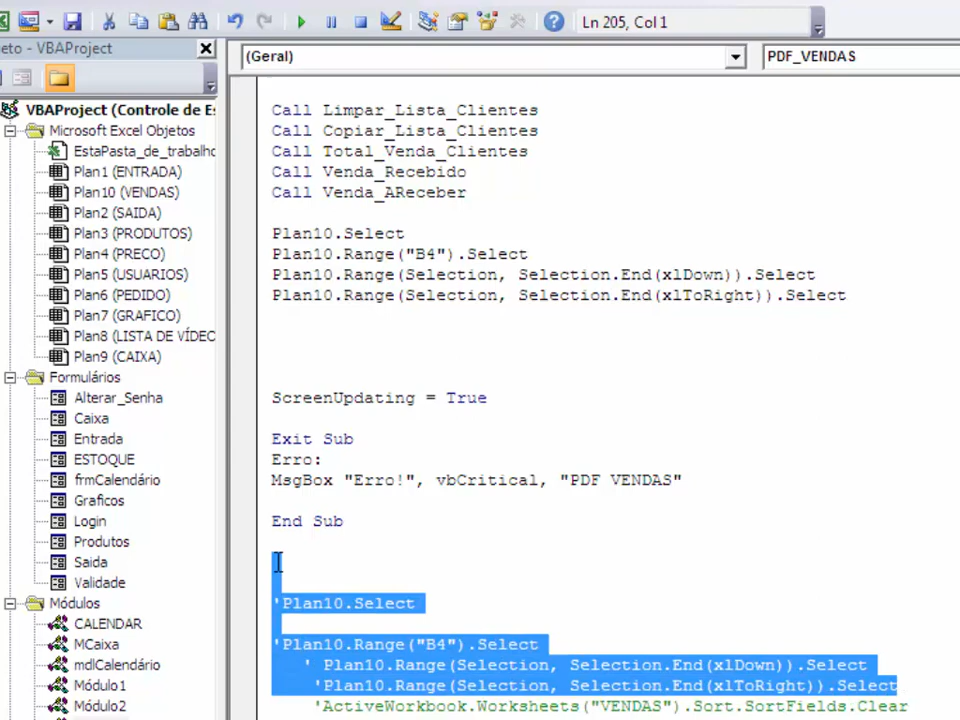 Ln 205, Col 1
eto - VBAProject
(Geral)
PDF_VENDAS
VBAProject (Controle de E
Microsoft Excel Objetos
EstaPasta_de_trabalho
Plan1 (ENTRADA)
Plan10 (VENDAS)
Plan2 (SAIDA)
Plan3 (PRODUTOS)
Plan4 (PRECO)
Plan5 (USUARIOS)
Plan6 (PEDIDO)
Plan7 (GRAFICO)
Plan8 (LISTA DE VÍDEO
Plan9 (CAIXA)
Formulários
Alterar_Senha
Caixa
Entrada
ESTOQUE
frmCalendário
Graficos
Login
Produtos
Saida
Validade
Módulos
CALENDAR
MCaixa
mdlCalendário
Módulo1
Módulo2
Call Limpar_Lista_Clientes
Call Copiar_Lista_Clientes
Call Total_Venda_Clientes
Call Venda_Recebido
Call Venda_AReceber
Plan10.Select
Plan10.Range("B4").Select
Plan10.Range(Selection, Selection.End(xlDown)).Select
Plan10.Range(Selection, Selection.End(xlToRight)).Select
ScreenUpdating = True
Exit Sub
Erro:
MsgBox "Erro!", vbCritical, "PDF VENDAS"
End Sub
'Plan10.Select
'Plan10.Range("B4").Select
' Plan10.Range(Selection, Selection.End(xlDown)).Select
'Plan10.Range(Selection, Selection.End(xlToRight)).Select
'ActiveWorkbook.Worksheets("VENDAS").Sort.SortFields.Clear